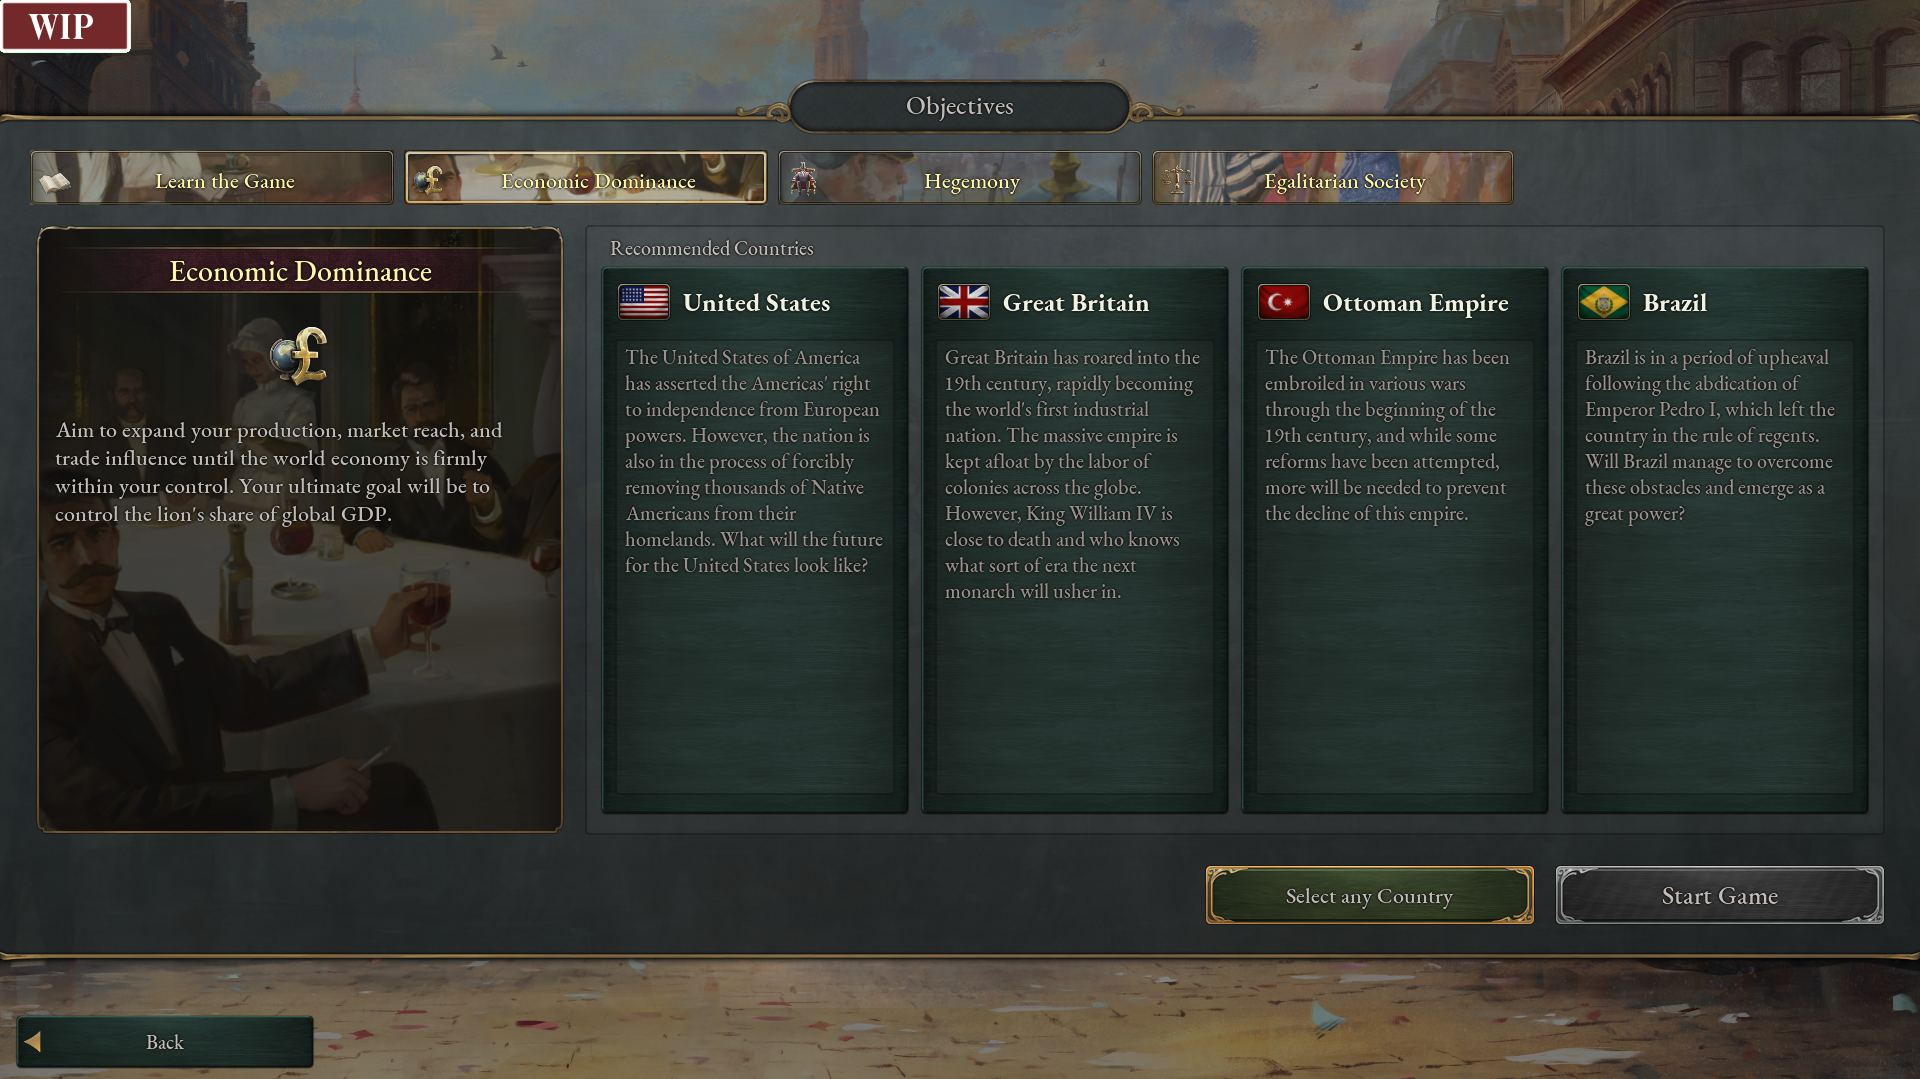 WIP
Objectives
Learn the Game
Economic Dominance
Hegemony
Egalitarian Society
Economic Dominance
Aim to expand your production, market reach, and
trade influence until the world economy is firmly
within your control. Your ultimate goal will be to
control the lion's share of global GDP.
Recommended Countries
United States
The United States of America
has asserted the Americas' right
to independence from European
powers. However, the nation is
also in the process of forcibly
removing thousands of Native
Americans from their
homelands. What will the future
for the United States look like?
Great Britain
Great Britain has roared into the
19th century, rapidly becoming
the world's first industrial
nation. The massive empire is
kept afloat by the labor of
colonies across the globe.
However, King William IV is
close to death and who knows
what sort of era the next
monarch will usher in.
Ottoman Empire
The Ottoman Empire has been
embroiled in various wars
through the beginning of the
19th century, and while some
reforms have been attempted,
more will be needed to prevent
the decline of this empire.
Brazil
Brazil is in a period of upheaval
following the abdication of
Emperor Pedro I, which left the
country in the rule of regents.
Will Brazil manage to overcome
these obstacles and emerge as a
great power?
Select any Country
Start Game
Back